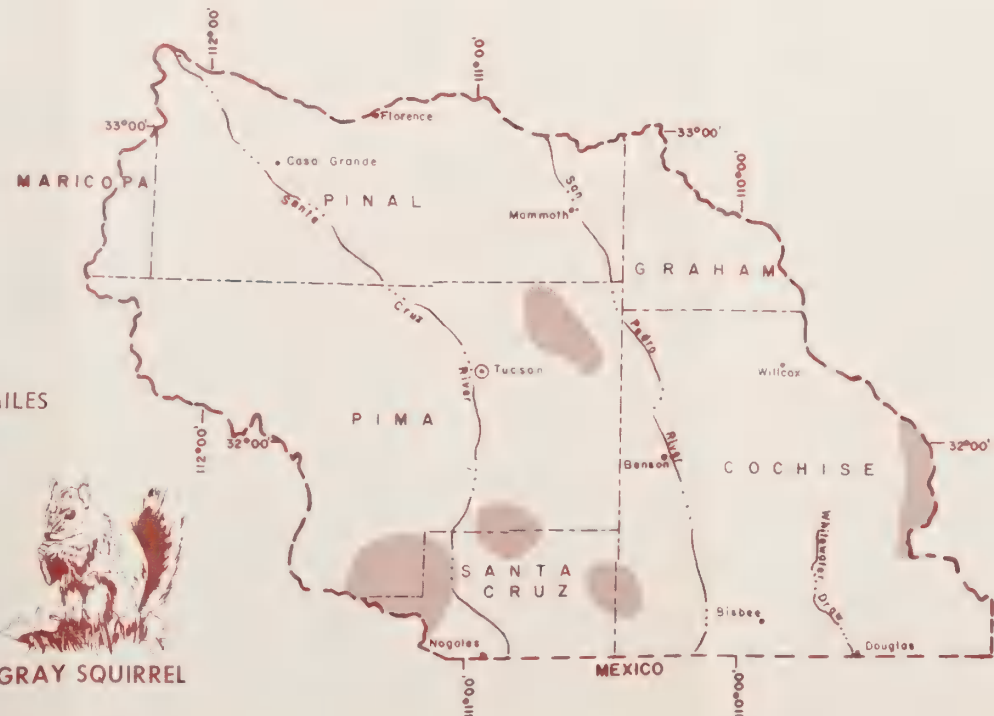 112°00'
111°00'
33°00'
Florence
33°00'
Casa Grande
110°00'
MARICOPA
PINAL
Santa
San
Mammoth
GRAHAM
Cruz
Pedro
River
Tucson
Willcox
ILES
PIMA
112°00'
32°00'
32°00'
River
Benson
COCHISE
Whitewater
SANTA
CRUZ
Draw
Bisbee
Nogales
Douglas
MEXICO
GRAY SQUIRREL
111°00'
110°00'